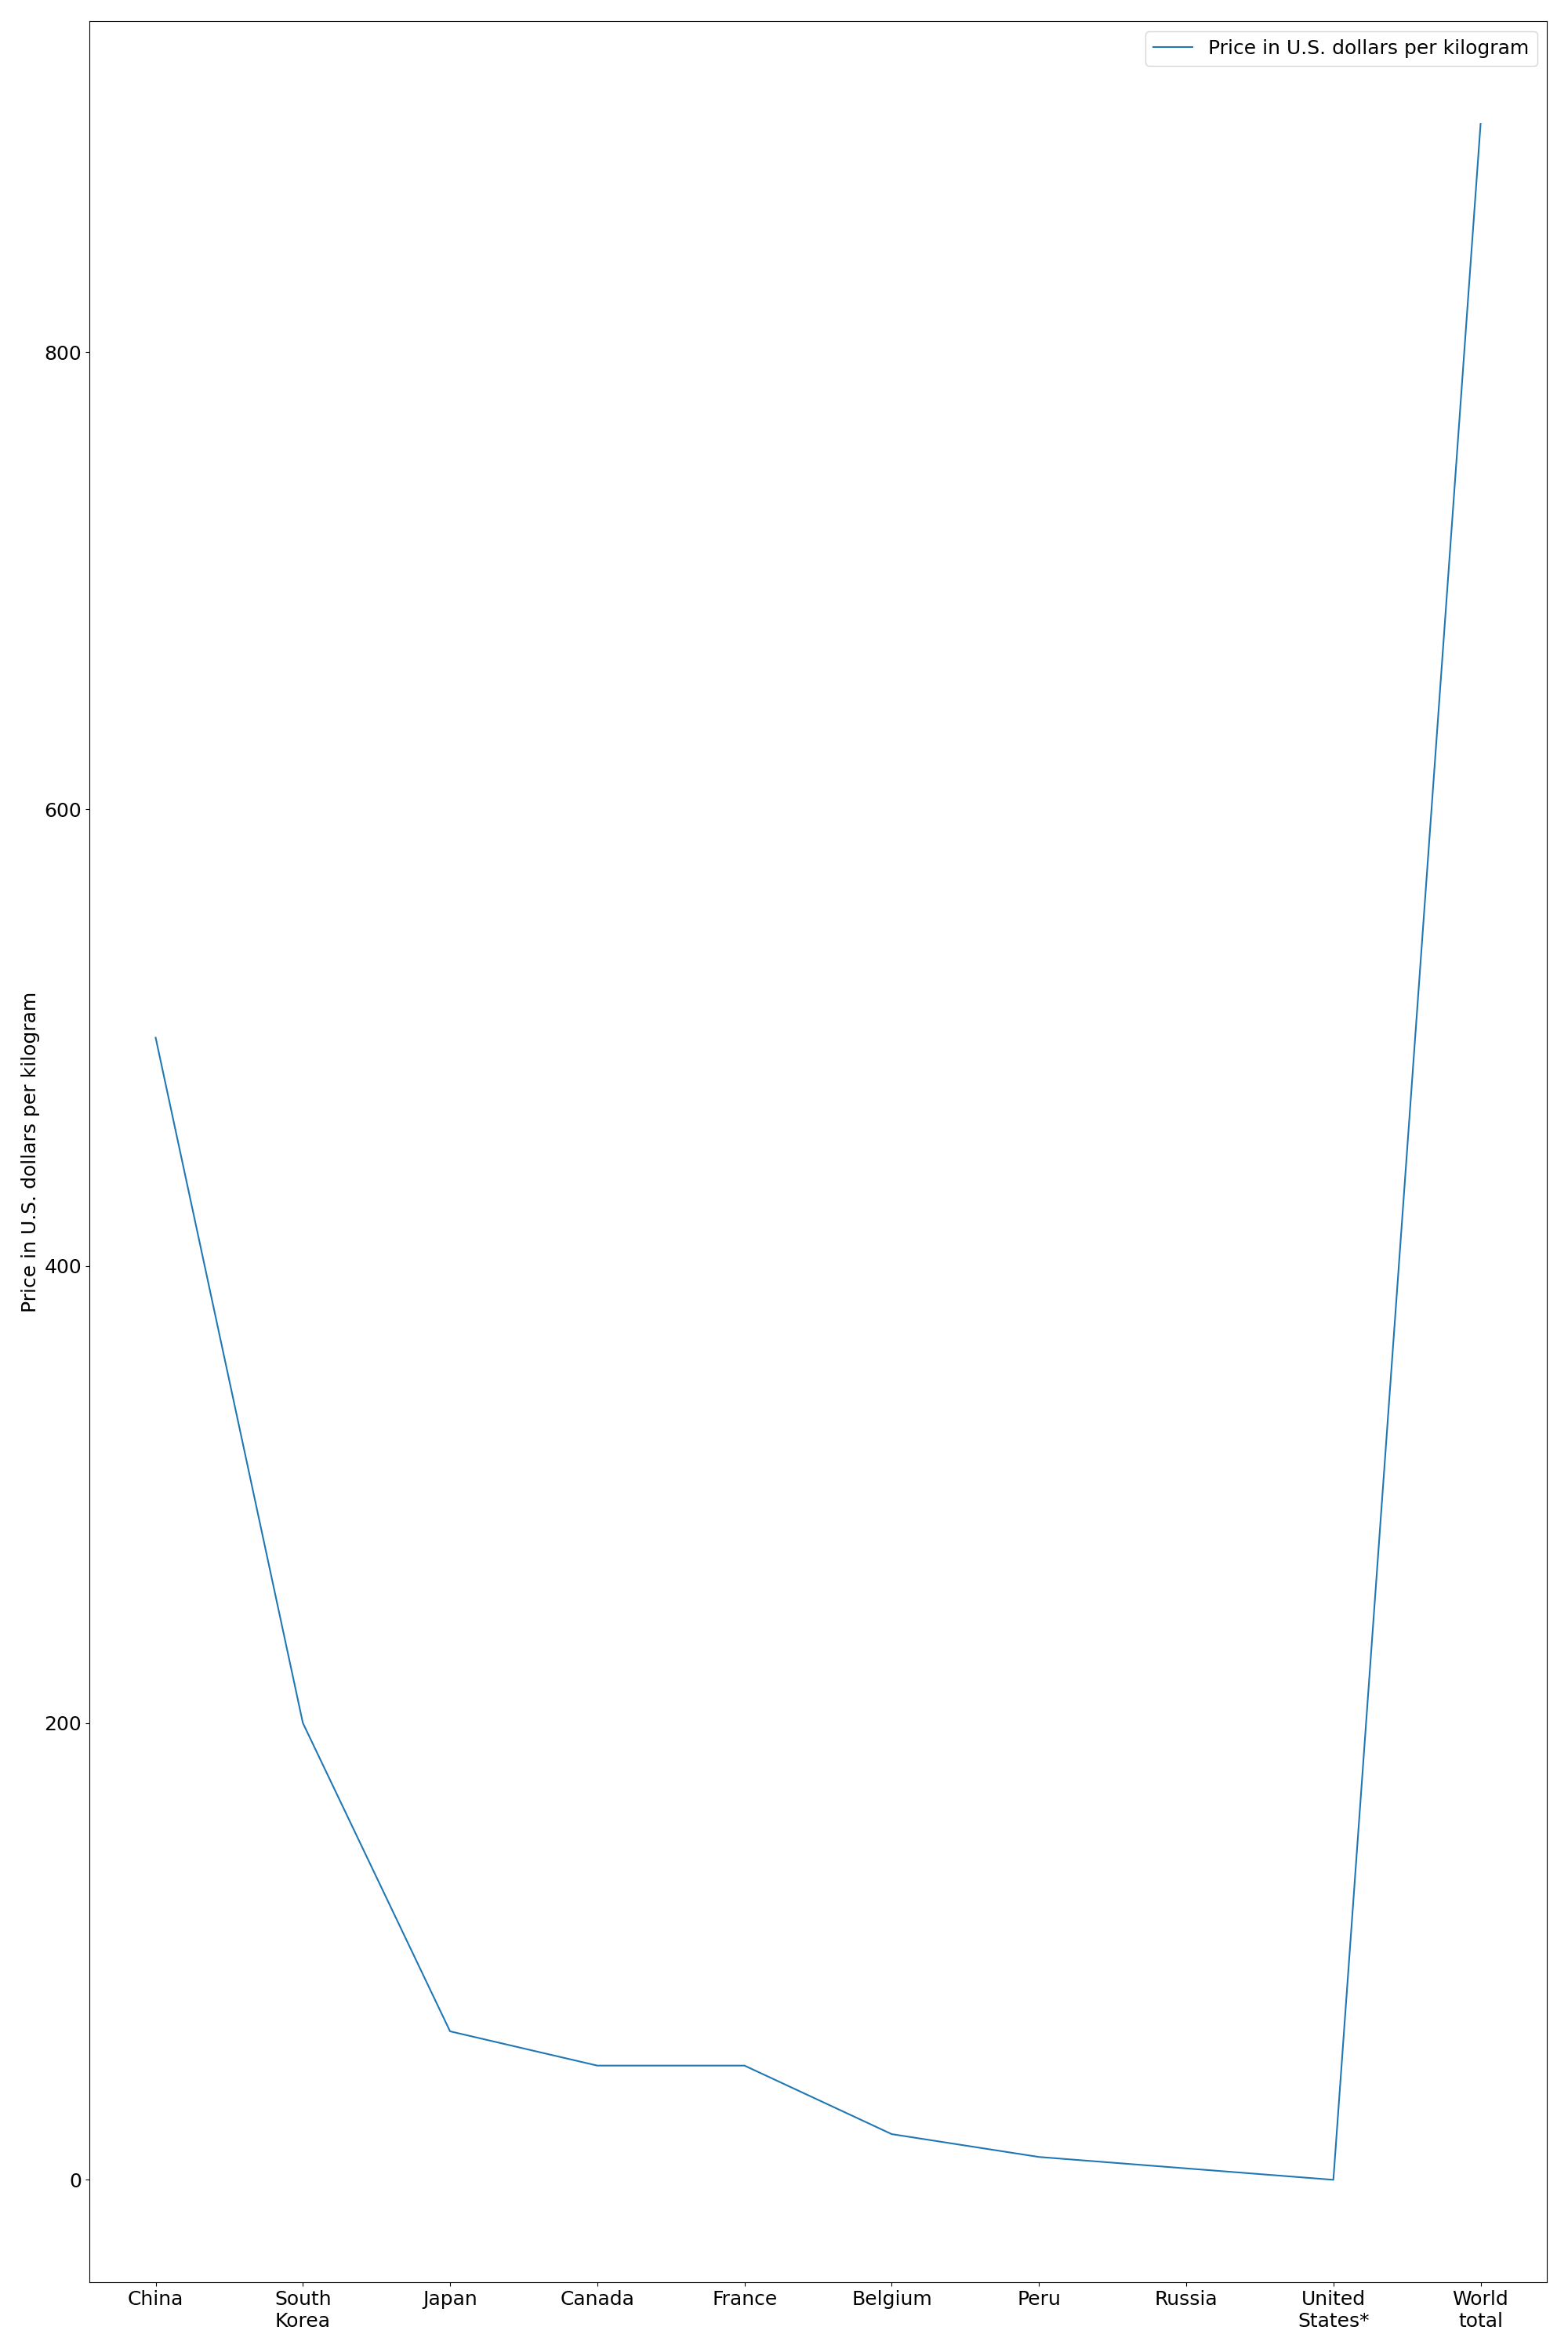 Price in U.S. dollars per kilogram
Price in U.S. dollars per kilogram
800
600
400
200
0
China
South
Korea
Japan
Canada
France
Belgium
Peru
Russia
United
States*
World
total